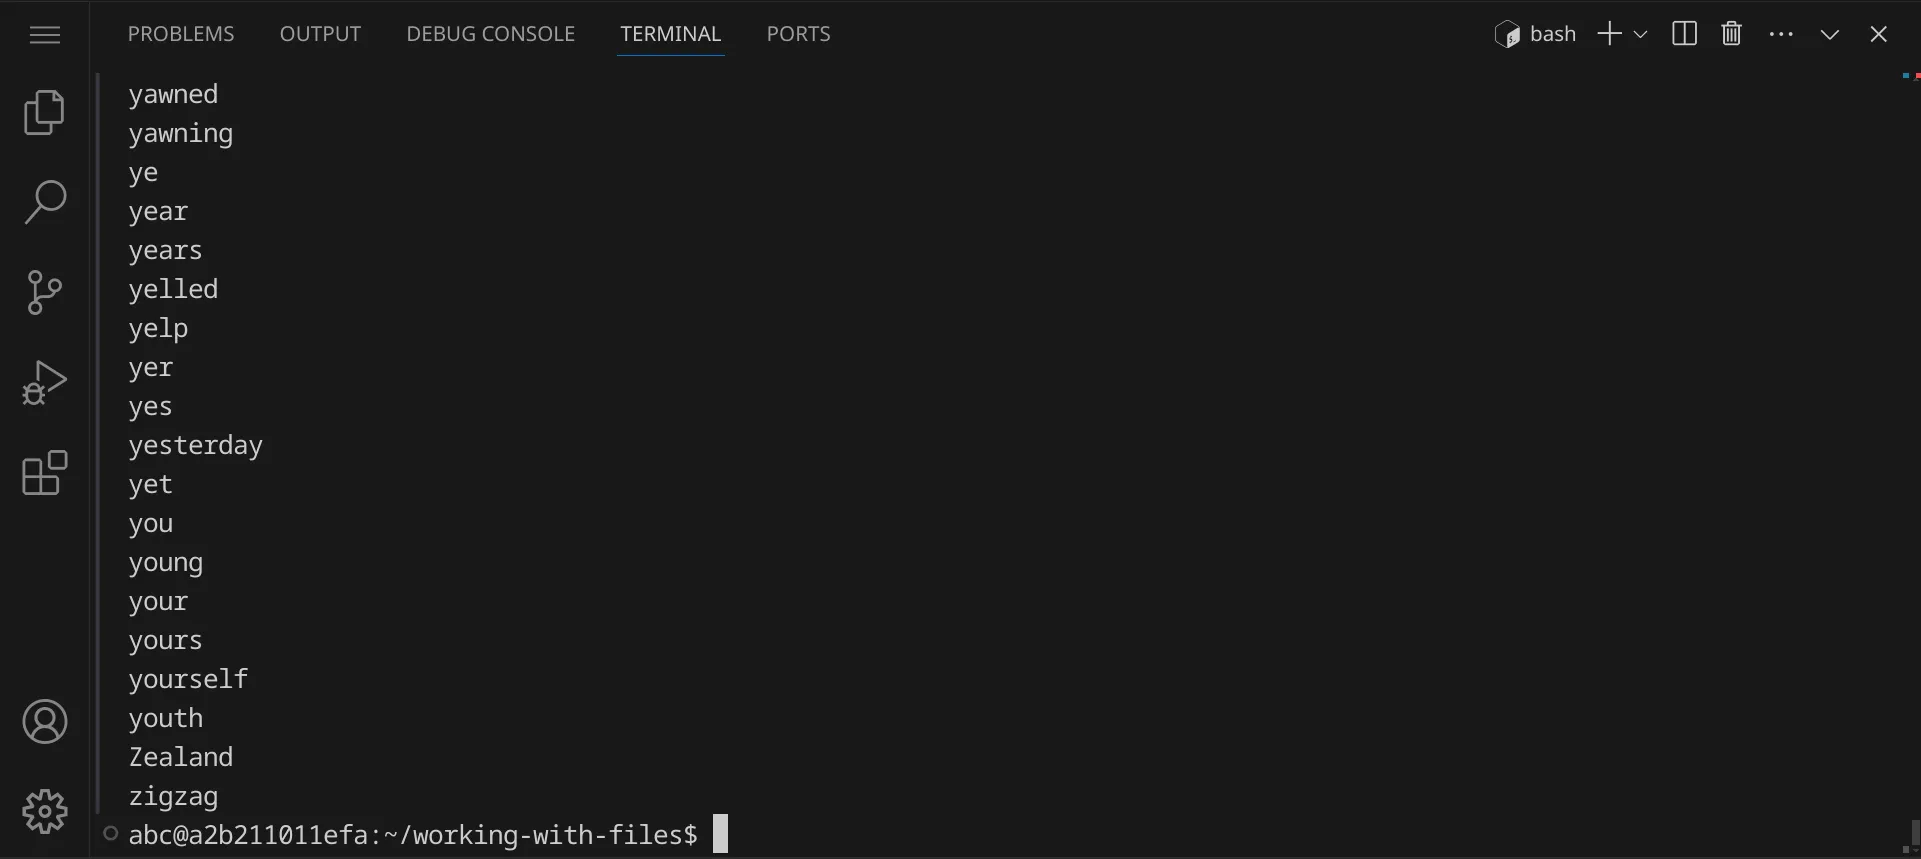 PROBLEMS OUTPUT DEBUG CONSOLE TERMINAL PORTS bash
yawned
yawning
ye
year
years
yelled
yelp
yer
yes
yesterday
yet
you
young
your
yours
yourself
youth
Zealand
zigzag
abc@a2b211011efa:~/working-with-files$